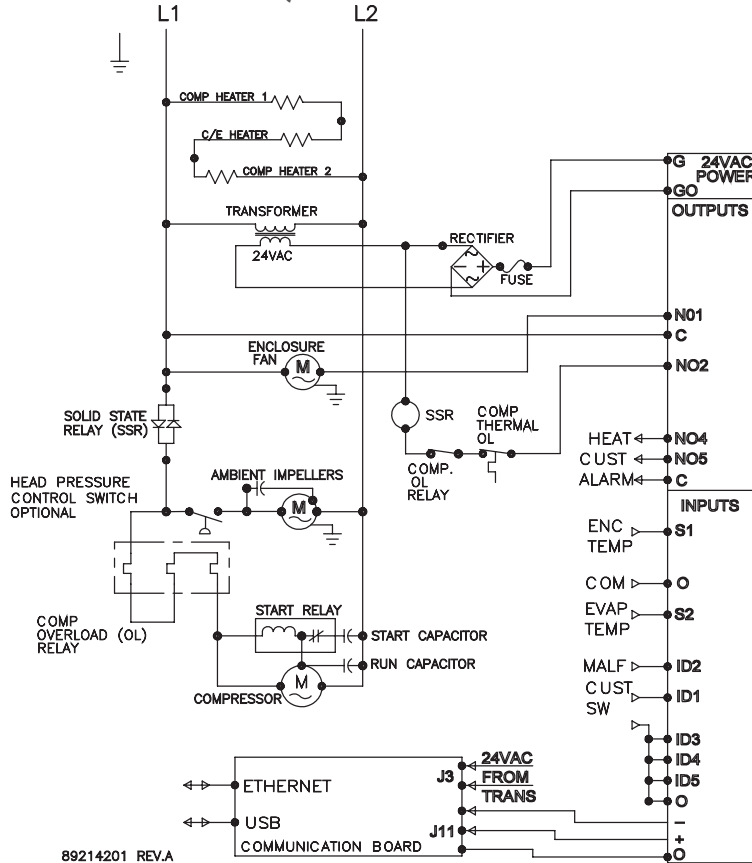 L1
L2
COMP HEATER 1
C/E HEATER
COMP HEATER 2
TRANSFORMER
24VAC
RECTIFIER
FUSE
G 24VAC
POWER
GO
OUTPUTS
N01
C
NO2
ENCLOSURE
FAN
M
SOLID STATE
RELAY (SSR)
SSR
COMP
THERMAL
OL
COMP.
OL
RELAY
HEAT
NO4
CUST
NO5
ALARM
C
HEAD PRESSURE
CONTROL SWITCH
OPTIONAL
AMBIENT IMPELLERS
M
INPUTS
ENC
TEMP
S1
COM
O
EVAP
TEMP
S2
COMP
OVERLOAD (OL)
RELAY
START RELAY
START CAPACITOR
RUN CAPACITOR
M
COMPRESSOR
MALF
ID2
CUST
SW
ID1
ID3
ID4
ID5
O
ETHERNET
USB
COMMUNICATION BOARD
J3
24VAC
FROM
TRANS
J11
−
+
O
89214201 REV.A